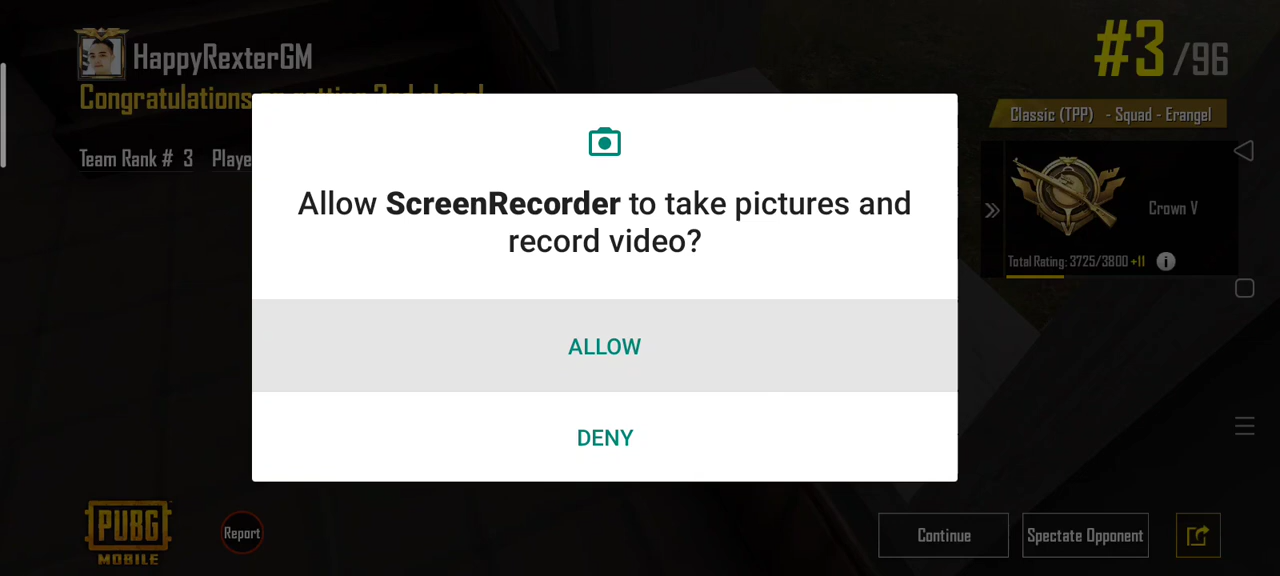 HappyRexterGM
#3/96
Congratulations
Classic (TPP) - Squad - Erangel
Team Rank # 3
Allow ScreenRecorder to take pictures and
record video?
Crown V
Total Rating: 3725/3800 +11
ALLOW
DENY
PUBG
MOBILE
Report
Continue
Spectate Opponent